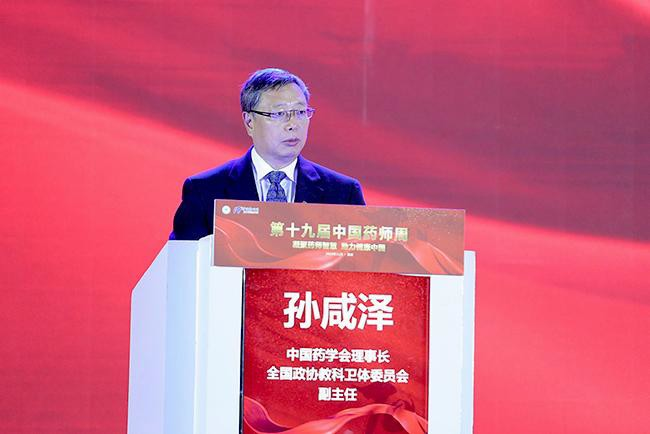 第十九届中国药师周
凝聚药师智慧 助力健康中国
孙咸泽
中国药学会理事长
全国政协教科卫体委员会
副主任